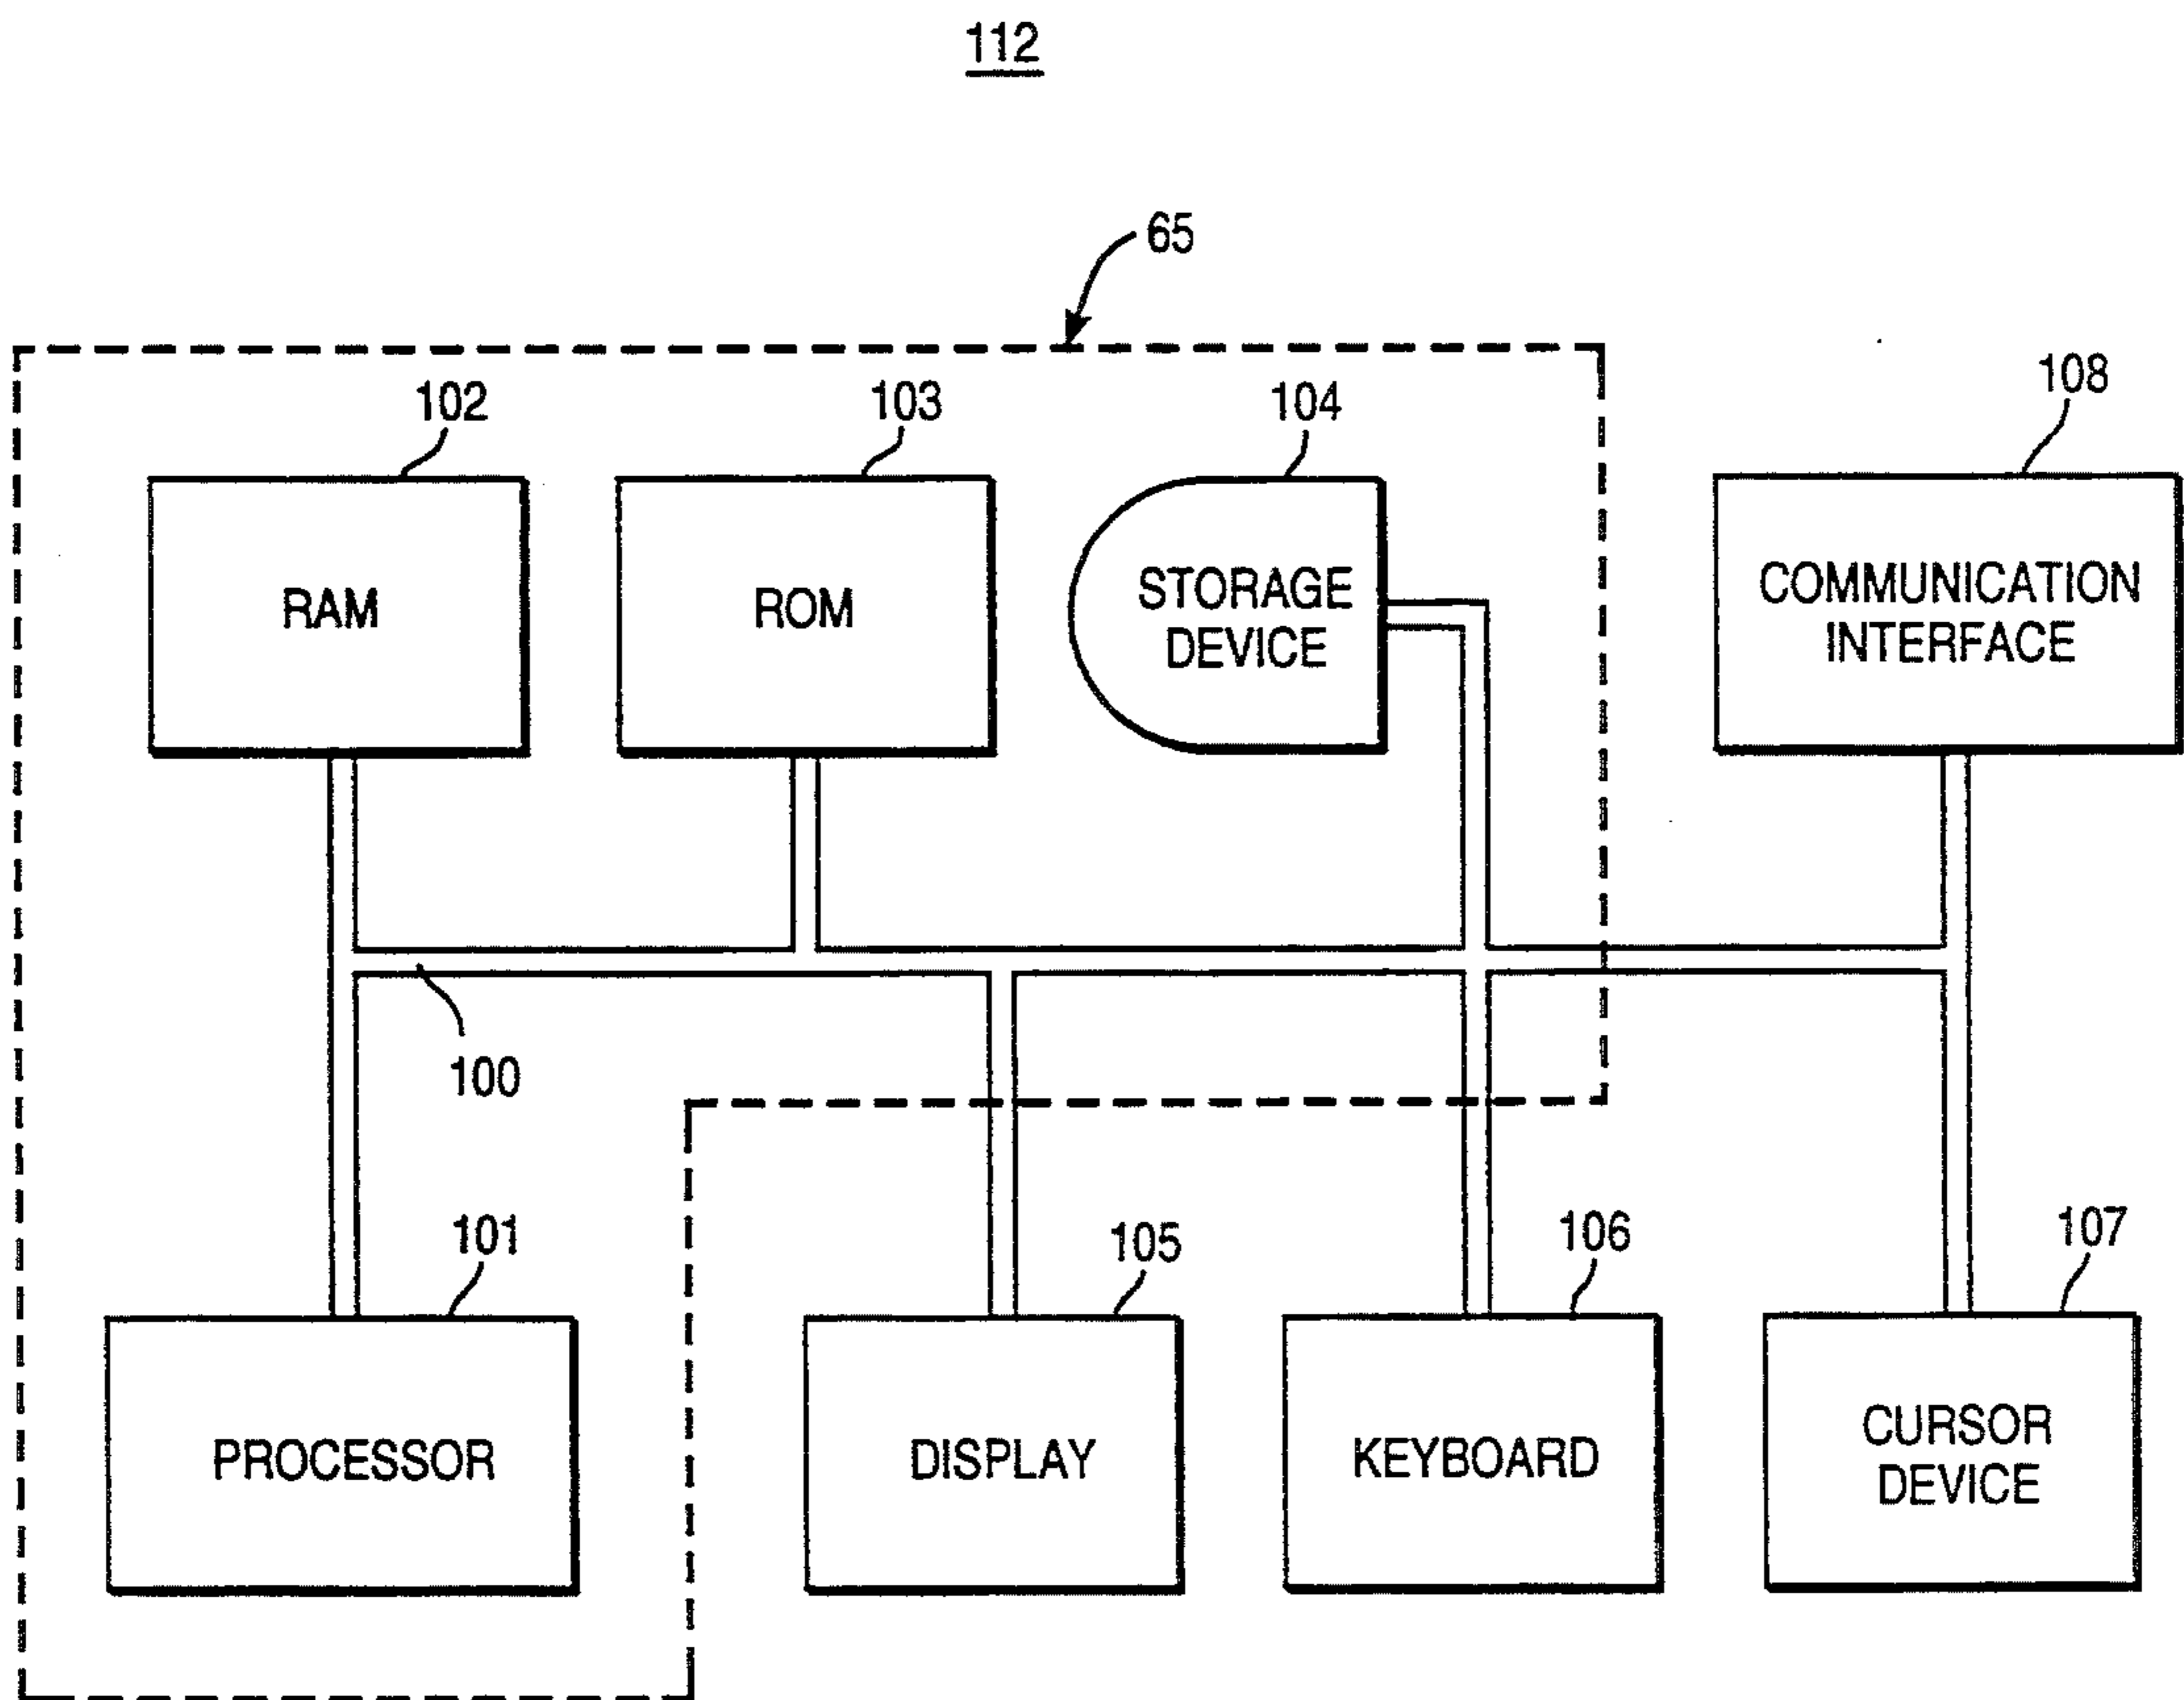 112
65
102
103
104
108
RAM
ROM
STORAGE
DEVICE
COMMUNICATION
INTERFACE
100
101
105
106
107
PROCESSOR
DISPLAY
KEYBOARD
CURSOR
DEVICE